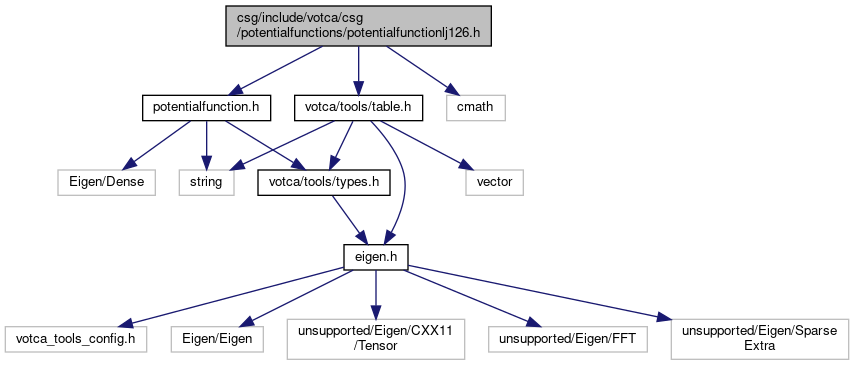 csg/include/votca/csg
/potentialfunctions/potentialfunctionlj126.h
potentialfunction.h
votca/tools/table.h
cmath
Eigen/Dense
string
votca/tools/types.h
vector
eigen.h
votca_tools_config.h
Eigen/Eigen
unsupported/Eigen/CXX11
/Tensor
unsupported/Eigen/FFT
unsupported/Eigen/Sparse
Extra